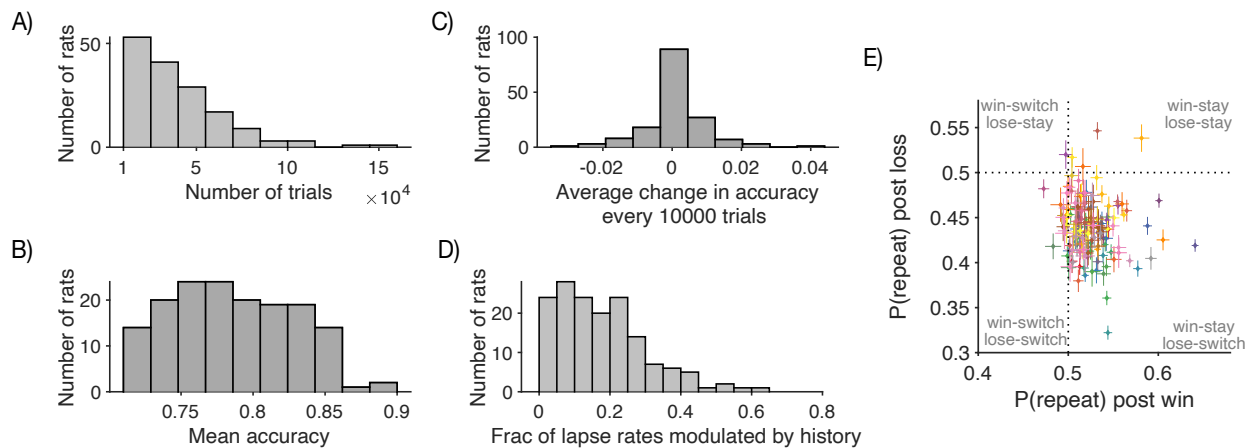 A)
Number of rats
50
0
1
5
10
15
Number of trials
× 10⁴
B)
Number of rats
20
10
0
0.75
0.8
0.85
0.9
Mean accuracy
C)
Number of rats
100
50
0
-0.02
0
0.02
0.04
Average change in accuracy
every 10000 trials
D)
Number of rats
20
10
0
0
0.2
0.4
0.6
0.8
Frac of lapse rates modulated by history
E)
P(repeat) post loss
0.55
0.5
0.45
0.4
0.35
0.3
win-switch
lose-stay
win-stay
lose-stay
win-switch
lose-switch
win-stay
lose-switch
0.4
0.5
0.6
P(repeat) post win